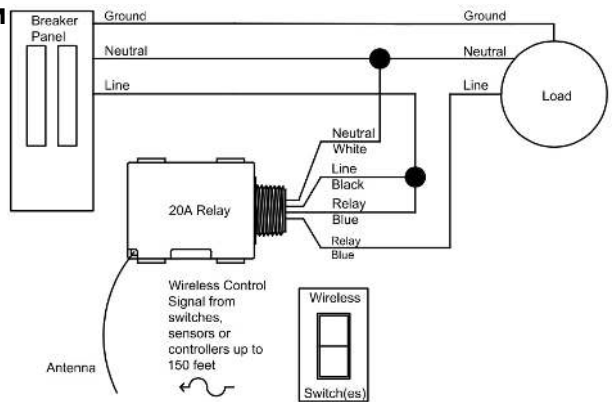 M
Breaker
Panel
Ground
Ground
Neutral
Neutral
Line
Line
Load
Neutral
White
Line
Black
Relay
Blue
Relay
Blue
20A Relay
Wireless Control
Signal from
switches,
sensors or
controllers up to
150 feet
Antenna
Wireless
Switch(es)